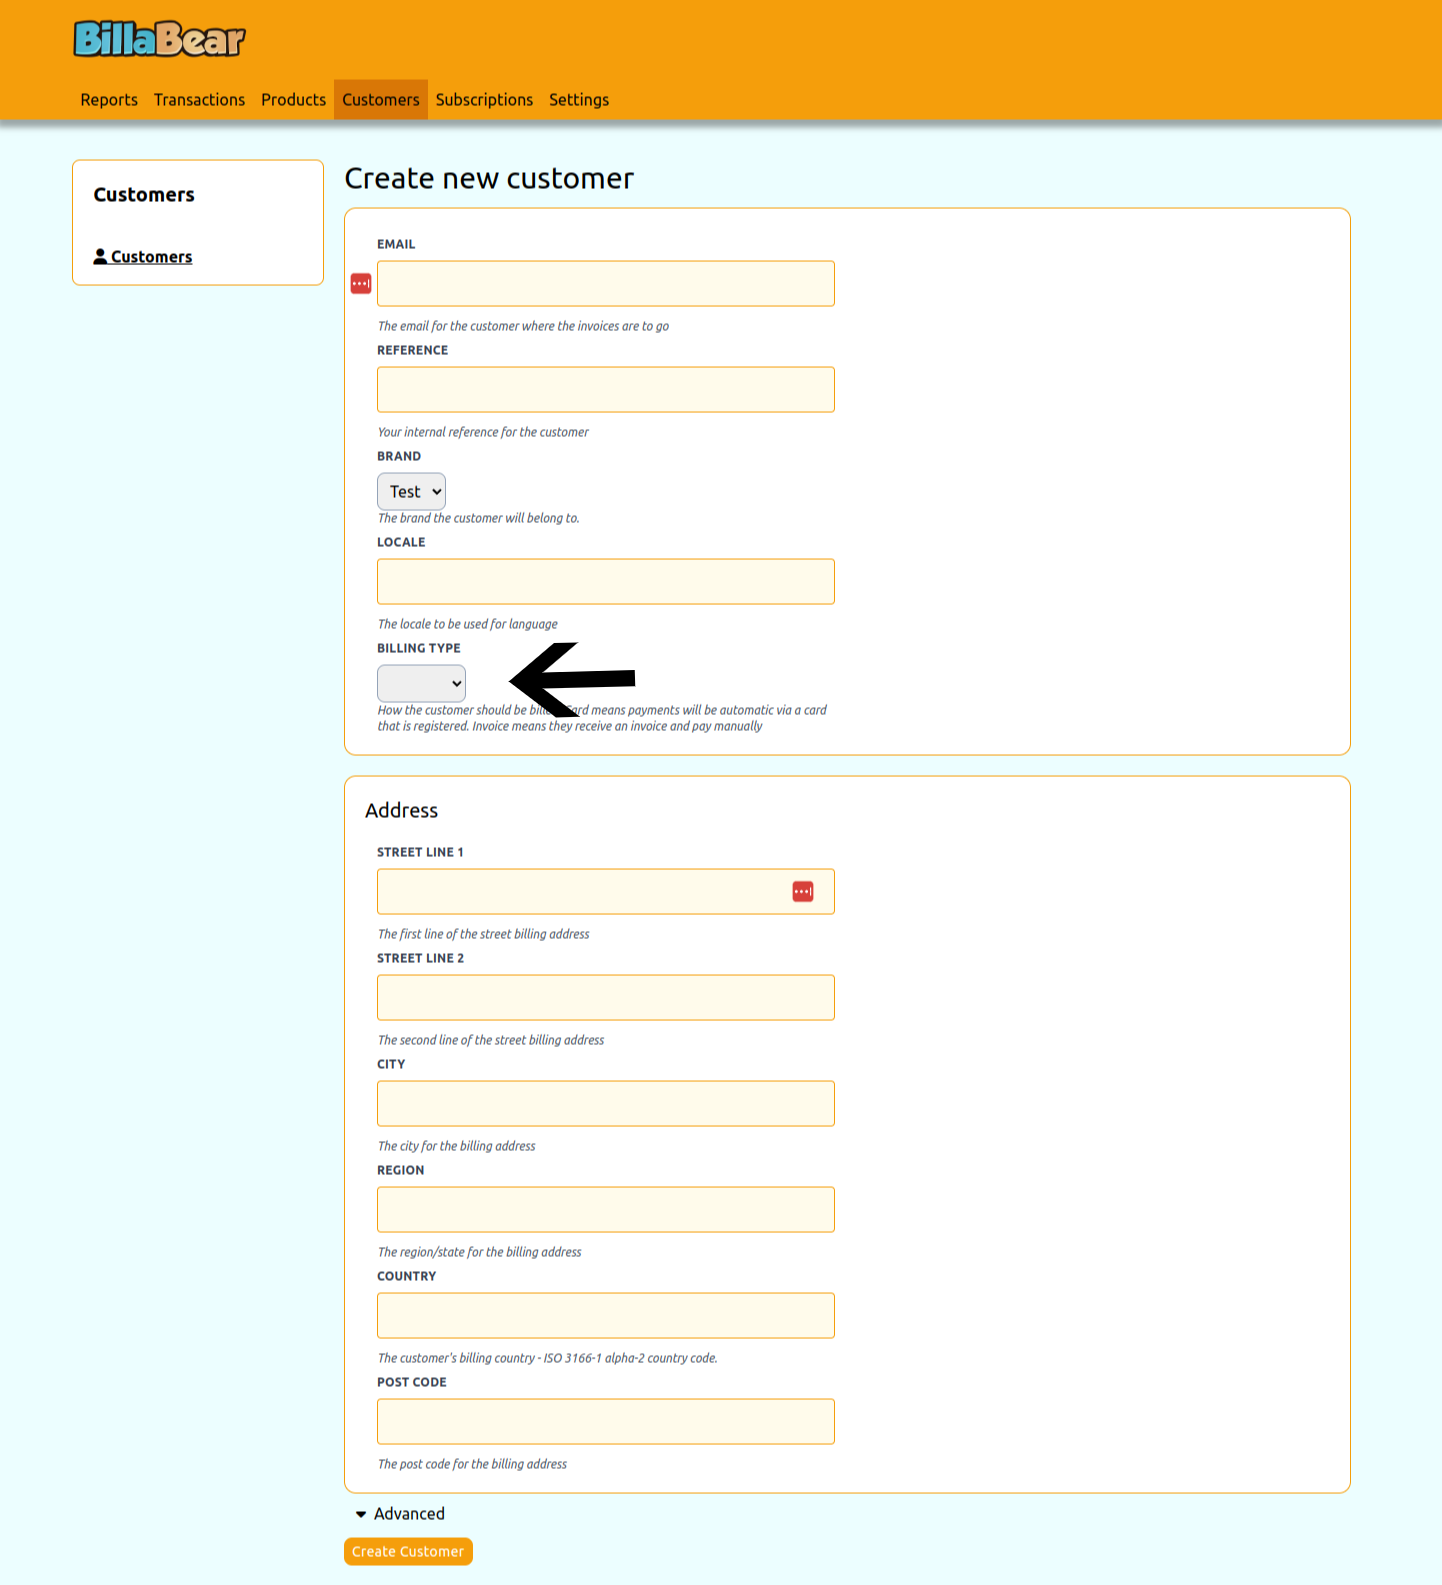 BillaBear
Reports Transactions Products Customers Subscriptions Settings
Customers
Customers
Create new customer
EMAIL
The email for the customer where the invoices are to go
REFERENCE
Your internal reference for the customer
BRAND
Test
The brand the customer will belong to.
LOCALE
The locale to be used for language
BILLING TYPE
How the customer should be means payments will be automatic via a card
that is registered. Invoice means they receive an invoice and pay manually
Address
STREET LINE 1
The first line of the street billing address
STREET LINE 2
The second line of the street billing address
CITY
The city for the billing address
REGION
The region/state for the billing address
COUNTRY
The customer's billing country - ISO 3166-1 alpha-2 country code.
POST CODE
The post code for the billing address
Advanced
Create Customer